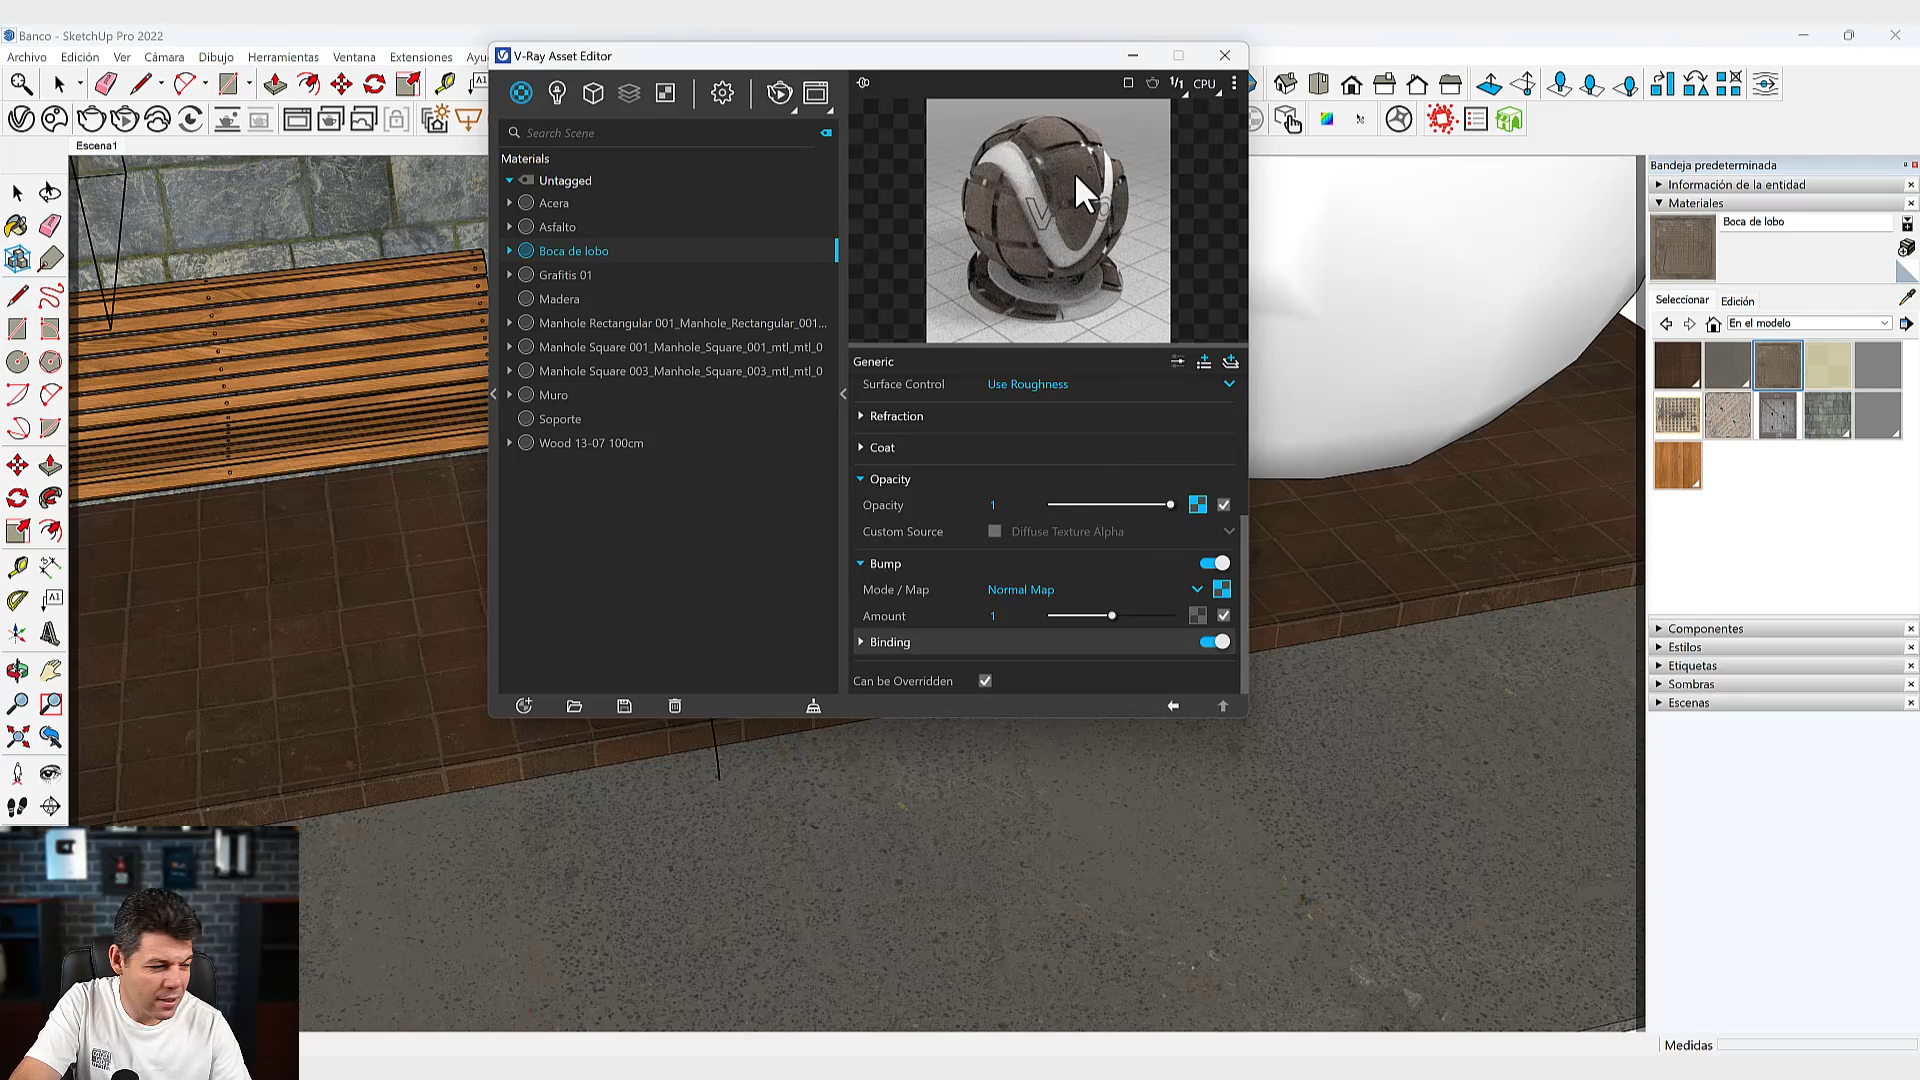 Banco - SketchUp Pro 2022
Archivo Edición Ver Cámara Dibujo Herramientas Ventana Extensiones Ayu
Escena1
V-Ray Asset Editor
1/1 CPU
Search Scene
Materials
Untagged
Acera
Asfalto
Boca de lobo
Grafitis 01
Madera
Manhole Rectangular 001_Manhole_Rectangular_001...
Manhole Square 001_Manhole_Square_001_mtl_mtl_0
Manhole Square 003_Manhole_Square_003_mtl_mtl_0
Muro
Soporte
Wood 13-07 100cm
Generic
Surface Control Use Roughness
Refraction
Coat
Opacity
Opacity 1
Custom Source Diffuse Texture Alpha
Bump
Mode / Map Normal Map
Amount 1
Binding
Can be Overridden
Bandeja predeterminada
Información de la entidad
Materiales
Boca de lobo
Seleccionar Edición
En el modelo
Componentes
Estilos
Etiquetas
Sombras
Escenas
Medidas